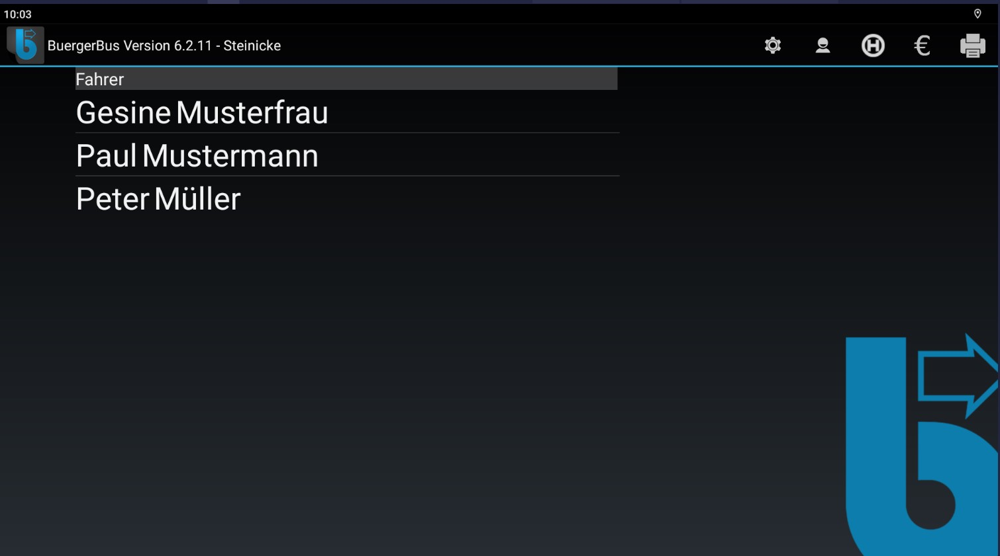 10:03
BuergerBus Version 6.2.11 - Steinicke
Fahrer
Gesine Musterfrau
Paul Mustermann
Peter Müller